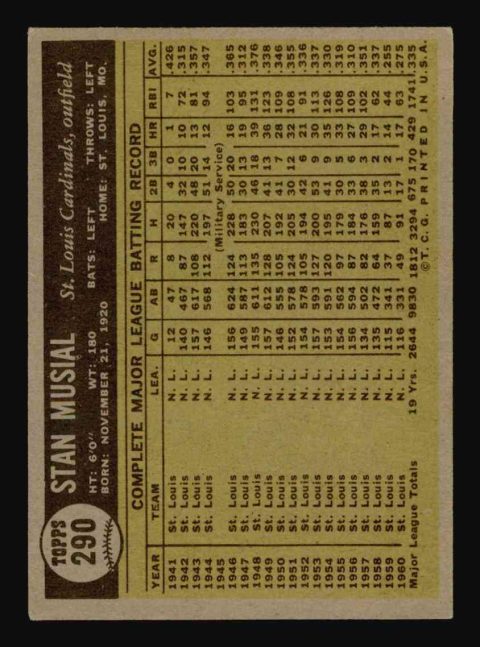 TOPPS
290
STAN MUSIAL St. Louis Cardinals, outfield
HT: 6'0" WT: 180 BATS: LEFT THROWS: LEFT
BORN: NOVEMBER 21, 1920 HOME: ST. LOUIS, MO.
COMPLETE MAJOR LEAGUE BATTING RECORD
YEAR TEAM LEA. G AB R H 2B 3B HR RBI AVG.
1941 St. Louis N. L. 12 47 8 20 4 0 1 7 .426
1942 St. Louis N. L. 140 467 87 147 32 10 10 72 .315
1943 St. Louis N. L. 157 617 108 220 48 20 13 81 .357
1944 St. Louis N. L. 146 568 112 197 51 14 12 94 .347
1945 (Military Service)
1946 St. Louis N. L. 156 624 124 228 50 20 16 103 .365
1947 St. Louis N. L. 149 587 113 183 30 13 19 95 .312
1948 St. Louis N. L. 155 611 135 230 46 18 39 131 .376
1949 St. Louis N. L. 157 612 128 207 41 13 36 123 .338
1950 St. Louis N. L. 146 555 105 192 41 7 28 109 .346
1951 St. Louis N. L. 152 578 124 205 30 12 32 108 .355
1952 St. Louis N. L. 154 578 105 194 42 6 21 91 .336
1953 St. Louis N. L. 157 593 127 200 53 9 30 113 .337
1954 St. Louis N. L. 153 591 120 195 41 9 35 126 .330
1955 St. Louis N. L. 154 562 97 179 30 5 33 108 .319
1956 St. Louis N. L. 156 594 87 184 33 6 27 109 .310
1957 St. Louis N. L. 134 502 82 176 38 3 29 102 .351
1958 St. Louis N. L. 135 472 64 159 35 2 17 62 .337
1959 St. Louis N. L. 115 341 37 87 13 2 14 44 .255
1960 St. Louis N. L. 116 331 49 91 17 1 17 63 .275
Major League Totals 19 Yrs. 2644 9830 1812 3294 675 170 429 1741 .335
©T. C. G. PRINTED IN U.S.A.